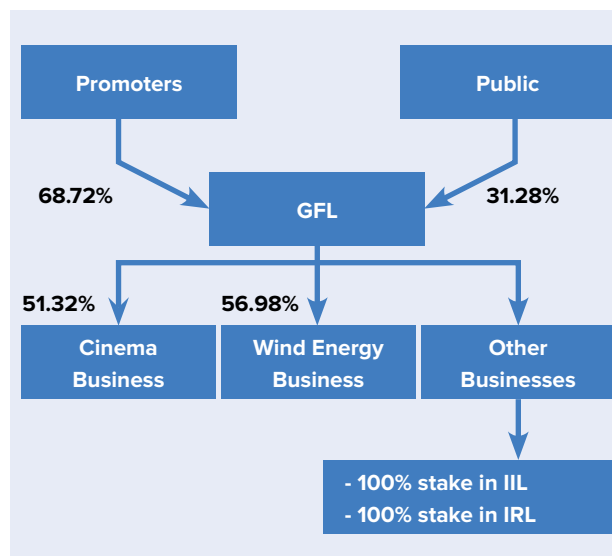 Promoters
Public
68.72%
31.28%
GFL
51.32%
56.98%
Cinema
Business
Wind Energy
Business
Other
Businesses
- 100% stake in IIL
- 100% stake in IRL